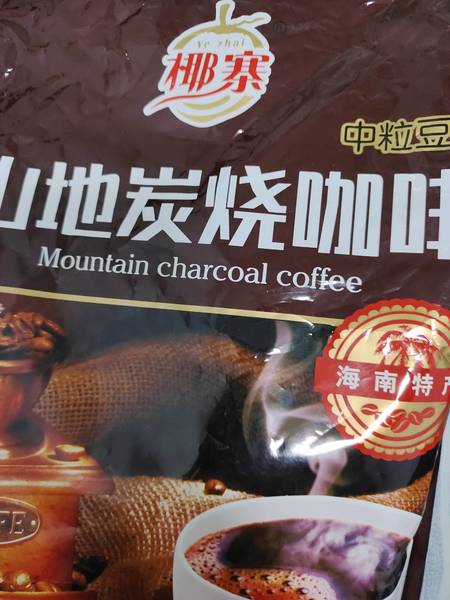 Ye zhai
椰寨
中粒豆
山地炭烧咖啡
Mountain charcoal coffee
海南特产